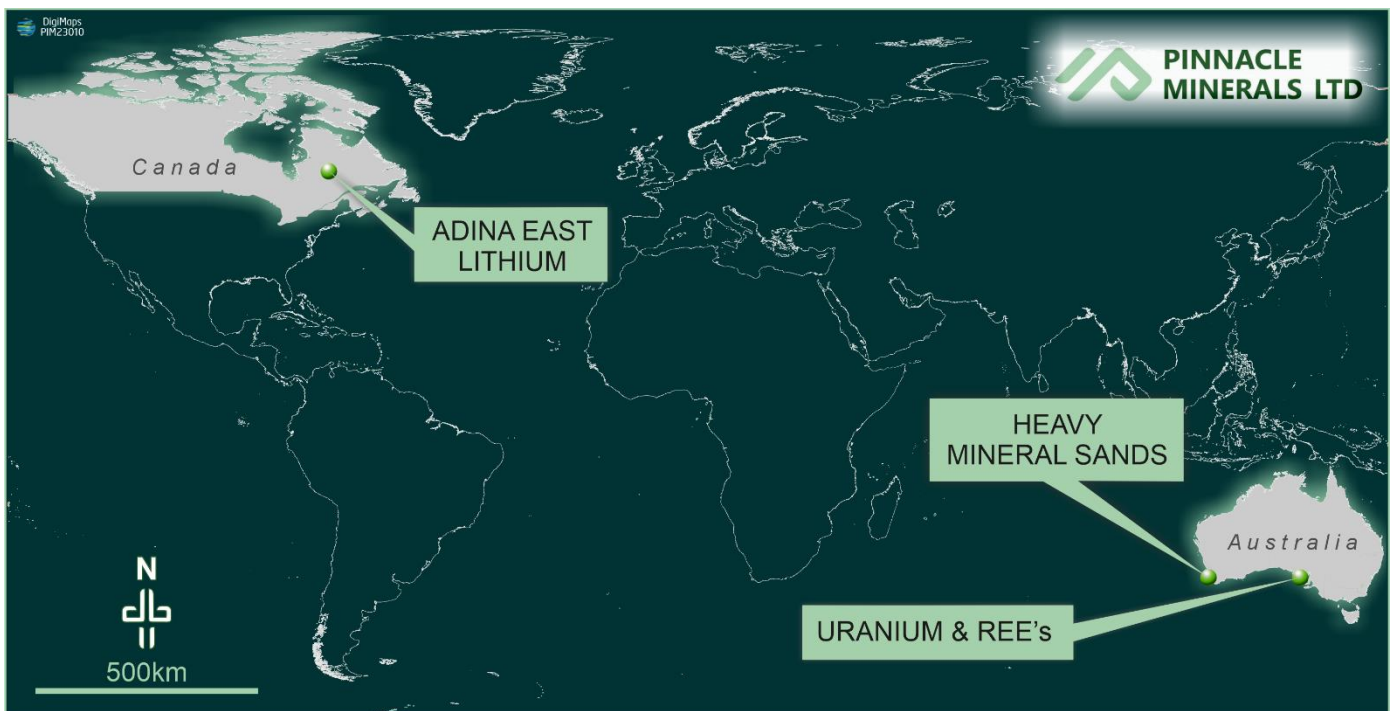 DigiMaps
PIM23010
PINNACLE
MINERALS LTD
Canada
ADINA EAST
LITHIUM
HEAVY
MINERAL SANDS
Australia
URANIUM & REE's
N
500km